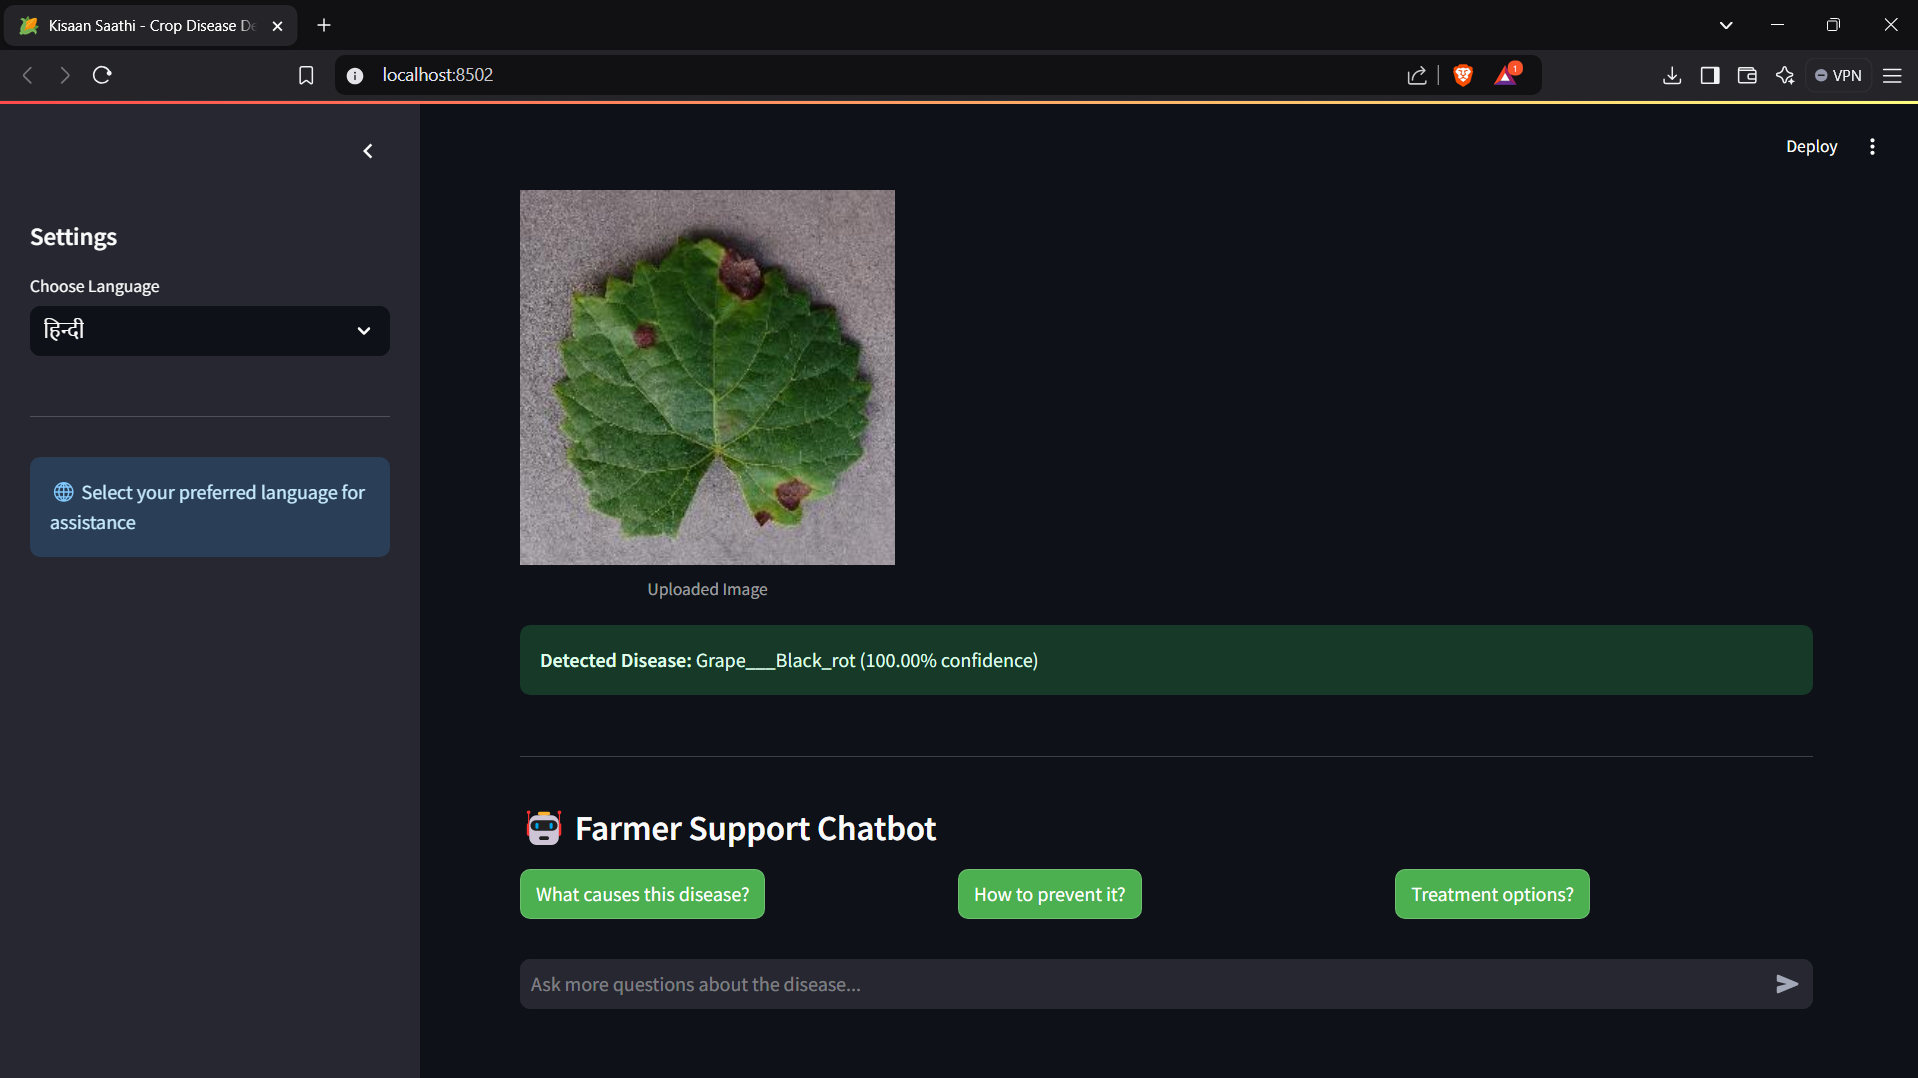 Kisaan Saathi - Crop Disease De
localhost:8502
1
VPN
Deploy
Settings
Choose Language
हिन्दी
🌐 Select your preferred language for
assistance
Uploaded Image
Detected Disease: Grape___Black_rot (100.00% confidence)
🤖 Farmer Support Chatbot
What causes this disease?
How to prevent it?
Treatment options?
Ask more questions about the disease...